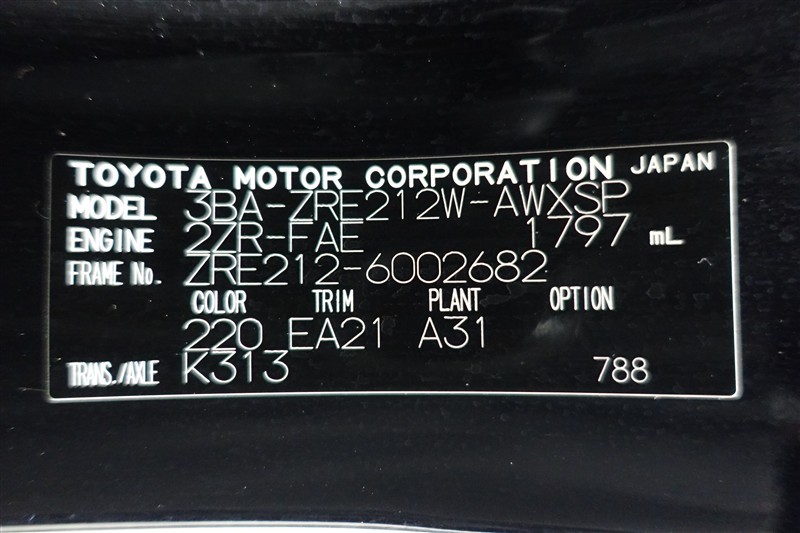 TOYOTA MOTOR CORPORATION JAPAN
MODEL 3BA-ZRE212W-AWXSP
ENGINE 2ZR-FAE 1797 mL
FRAME No. ZRE212-6002682
COLOR TRIM PLANT OPTION
220 EA21 A31
TRANS./AXLE K313 788